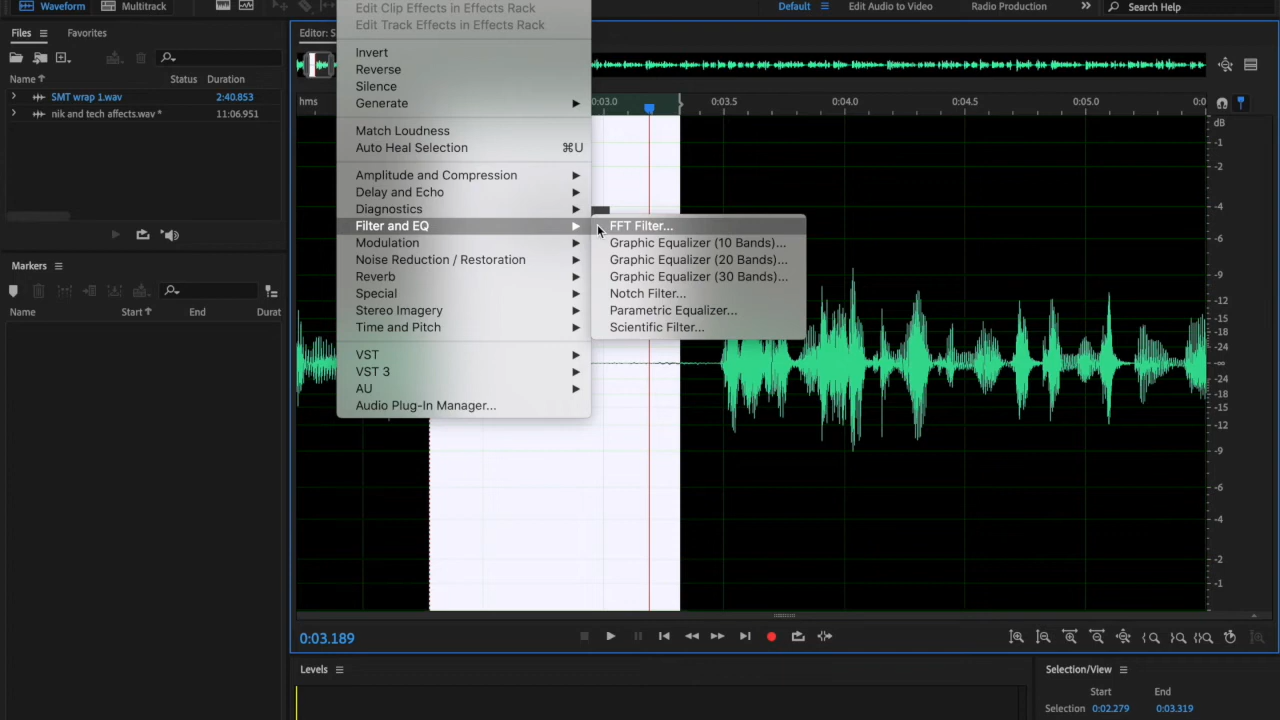 Waveform
Multitrack
Default
Edit Audio to Video
Radio Production
Search Help
Files
Favorites
Name
Status
Duration
SMT wrap 1.wav
2:40.853
nik and tech affects.wav *
11:06.951
Markers
Name
Start
End
Durat
Edit Clip Effects in Effects Rack
Edit Track Effects in Effects Rack
Invert
Reverse
Silence
Generate
Match Loudness
Auto Heal Selection ⌘U
Amplitude and Compression
Delay and Echo
Diagnostics
Filter and EQ
Modulation
Noise Reduction / Restoration
Reverb
Special
Stereo Imagery
Time and Pitch
VST
VST 3
AU
Audio Plug-In Manager...
FFT Filter...
Graphic Equalizer (10 Bands)...
Graphic Equalizer (20 Bands)...
Graphic Equalizer (30 Bands)...
Notch Filter...
Parametric Equalizer...
Scientific Filter...
Editor: S
hms
0:03.0
0:03.5
0:04.0
0:04.5
0:05.0
0:0
dB
-1
-2
-4
-6
-9
-12
-15
-18
-24
-∞
-24
-18
-15
-12
-9
-6
-4
-2
-1
0:03.189
Levels
Selection/View
Start
End
Selection
0:02.279
0:03.319